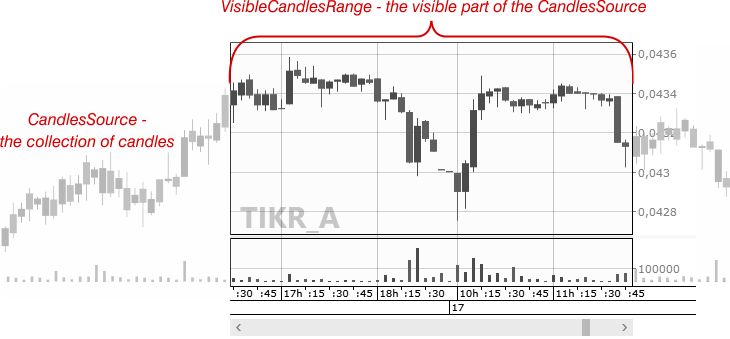 VisibleCandlesRange - the visible part of the CandlesSource
0,0436
0,0434
CandlesSource -
the collection of candles
0,0432
0,043
0,0428
TIKR_A
100000
:30 :45 17h :15 :30 :45 18h :15 :30 10h :15 :30 :45 11h :15 :30 :45
17